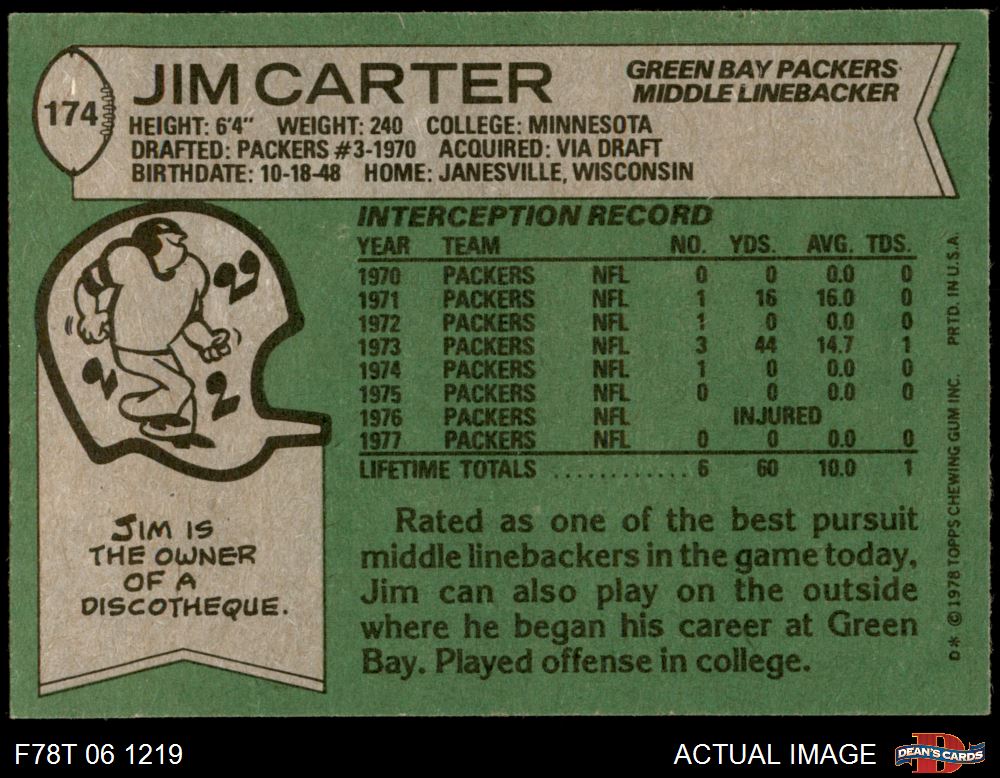 174
JIM CARTER
GREEN BAY PACKERS
MIDDLE LINEBACKER
HEIGHT: 6'4" WEIGHT: 240 COLLEGE: MINNESOTA
DRAFTED: PACKERS #3-1970 ACQUIRED: VIA DRAFT
BIRTHDATE: 10-18-48 HOME: JANESVILLE, WISCONSIN
INTERCEPTION RECORD
YEAR TEAM NO. YDS. AVG. TDS.
1970 PACKERS NFL 0 0 0.0 0
1971 PACKERS NFL 1 16 16.0 0
1972 PACKERS NFL 1 0 0.0 0
1973 PACKERS NFL 3 44 14.7 1
1974 PACKERS NFL 1 0 0.0 0
1975 PACKERS NFL 0 0 0.0 0
1976 PACKERS NFL INJURED
1977 PACKERS NFL 0 0 0.0 0
LIFETIME TOTALS ............ 6 60 10.0 1
JIM IS
THE OWNER
OF A
DISCOTHEQUE.
Rated as one of the best pursuit
middle linebackers in the game today,
Jim can also play on the outside
where he began his career at Green
Bay. Played offense in college.
D* © 1978 TOPPS CHEWING GUM INC. PRTD. IN U.S.A.
F78T 06 1219
ACTUAL IMAGE
DEAN'S CARDS